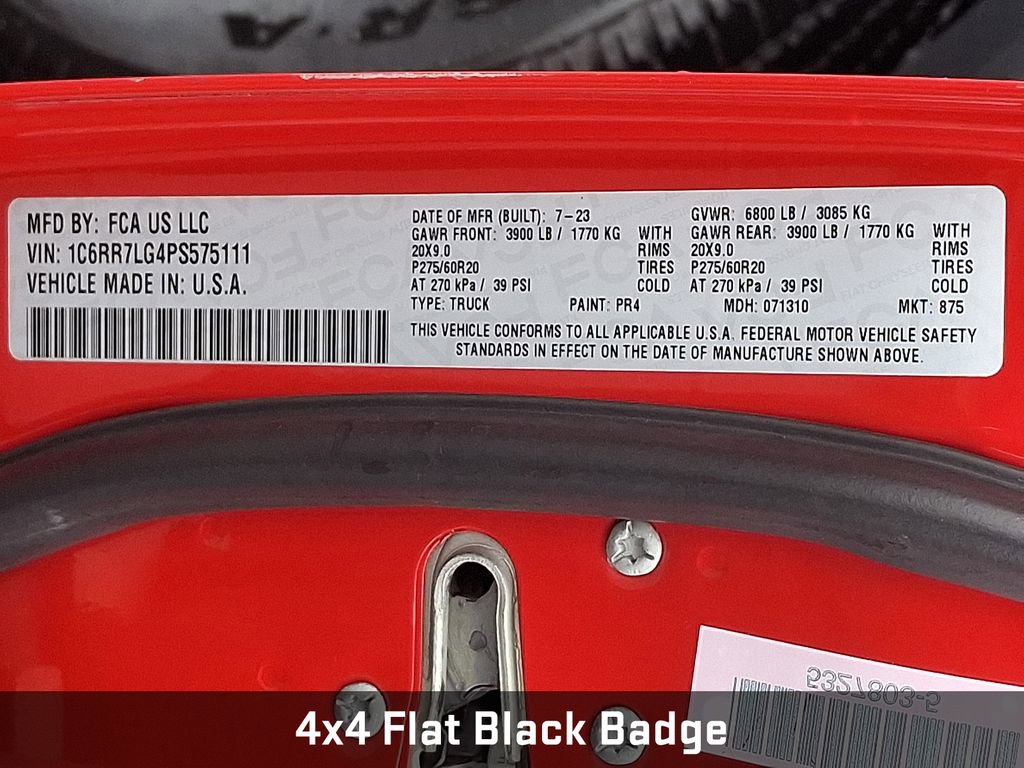 MFD BY: FCA US LLC
VIN: 1C6RR7LG4PS575111
VEHICLE MADE IN: U.S.A.
DATE OF MFR (BUILT): 7-23
GAWR FRONT: 3900 LB / 1770 KG WITH
20X9.0 RIMS
P275/60R20 TIRES
AT 270 kPa / 39 PSI COLD
GVWR: 6800 LB / 3085 KG
GAWR REAR: 3900 LB / 1770 KG WITH
20X9.0 RIMS
P275/60R20 TIRES
AT 270 kPa / 39 PSI COLD
TYPE: TRUCK PAINT: PR4 MDH: 071310 MKT: 875
THIS VEHICLE CONFORMS TO ALL APPLICABLE U.S.A. FEDERAL MOTOR VEHICLE SAFETY
STANDARDS IN EFFECT ON THE DATE OF MANUFACTURE SHOWN ABOVE.
5327803-5
4x4 Flat Black Badge